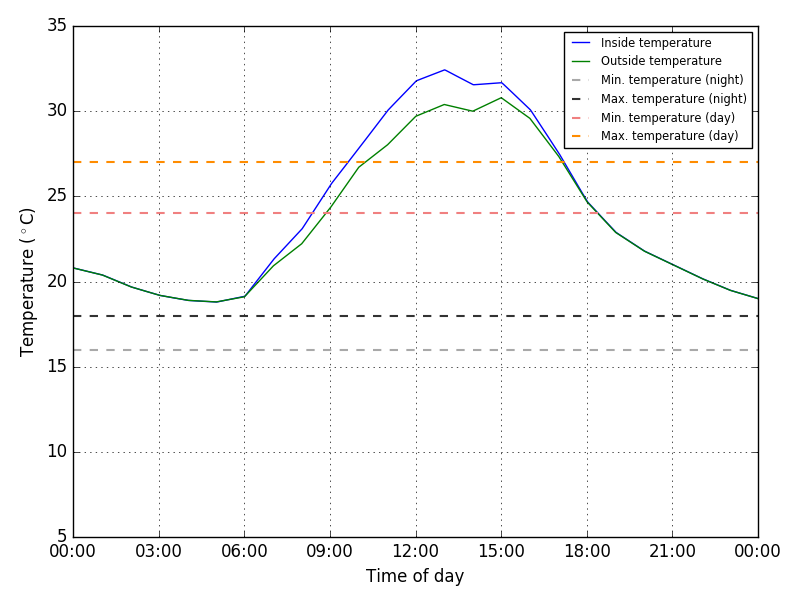 35
30
25
20
15
10
5
Temperature (°C)
Inside temperature
Outside temperature
Min. temperature (night)
Max. temperature (night)
Min. temperature (day)
Max. temperature (day)
00:00 03:00 06:00 09:00 12:00 15:00 18:00 21:00 00:00
Time of day